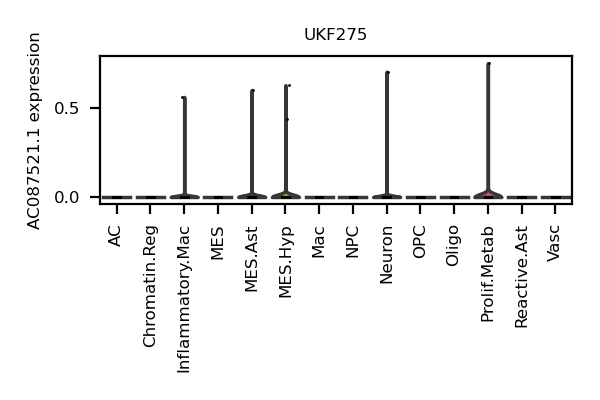 UKF275
AC087521.1 expression
0.5
0.0
AC
Chromatin.Reg
Inflammatory.Mac
MES
MES.Ast
MES.Hyp
Mac
NPC
Neuron
OPC
Oligo
Prolif.Metab
Reactive.Ast
Vasc